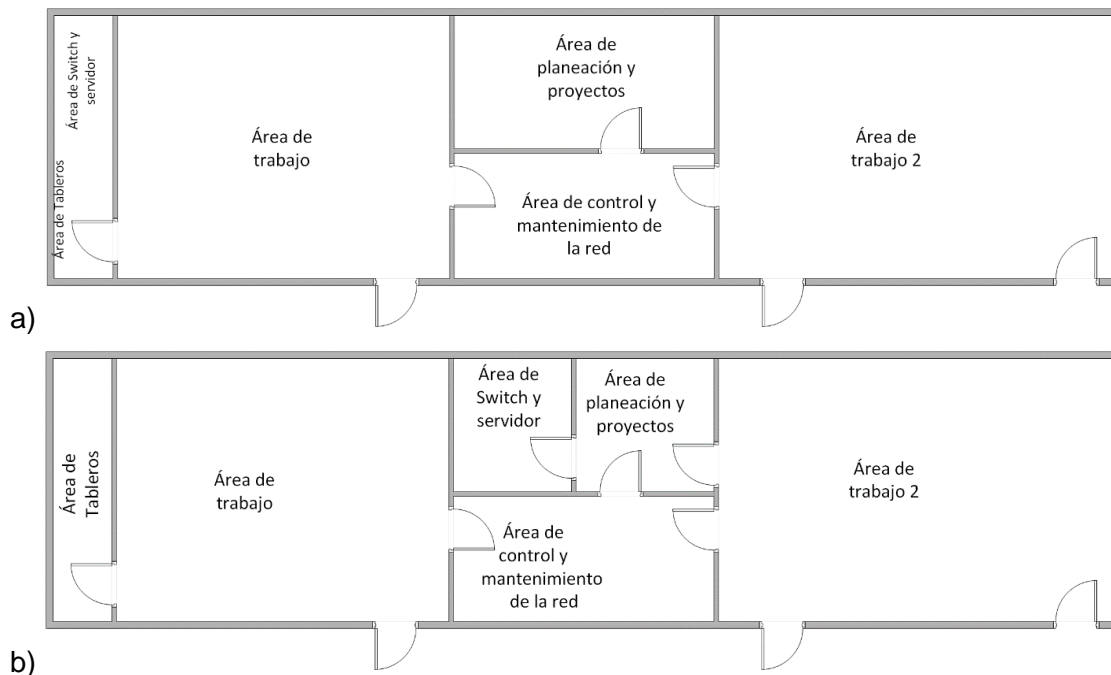 Área de Switch y
servidor
Área de Tableros
Área de
trabajo
Área de
planeación y
proyectos
Área de control y
mantenimiento de
la red
Área de
trabajo 2
a)
Área de
Tableros
Área de
trabajo
Área de
Switch y
servidor
Área de
planeación y
proyectos
Área de
control y
mantenimiento
de la red
Área de
trabajo 2
b)